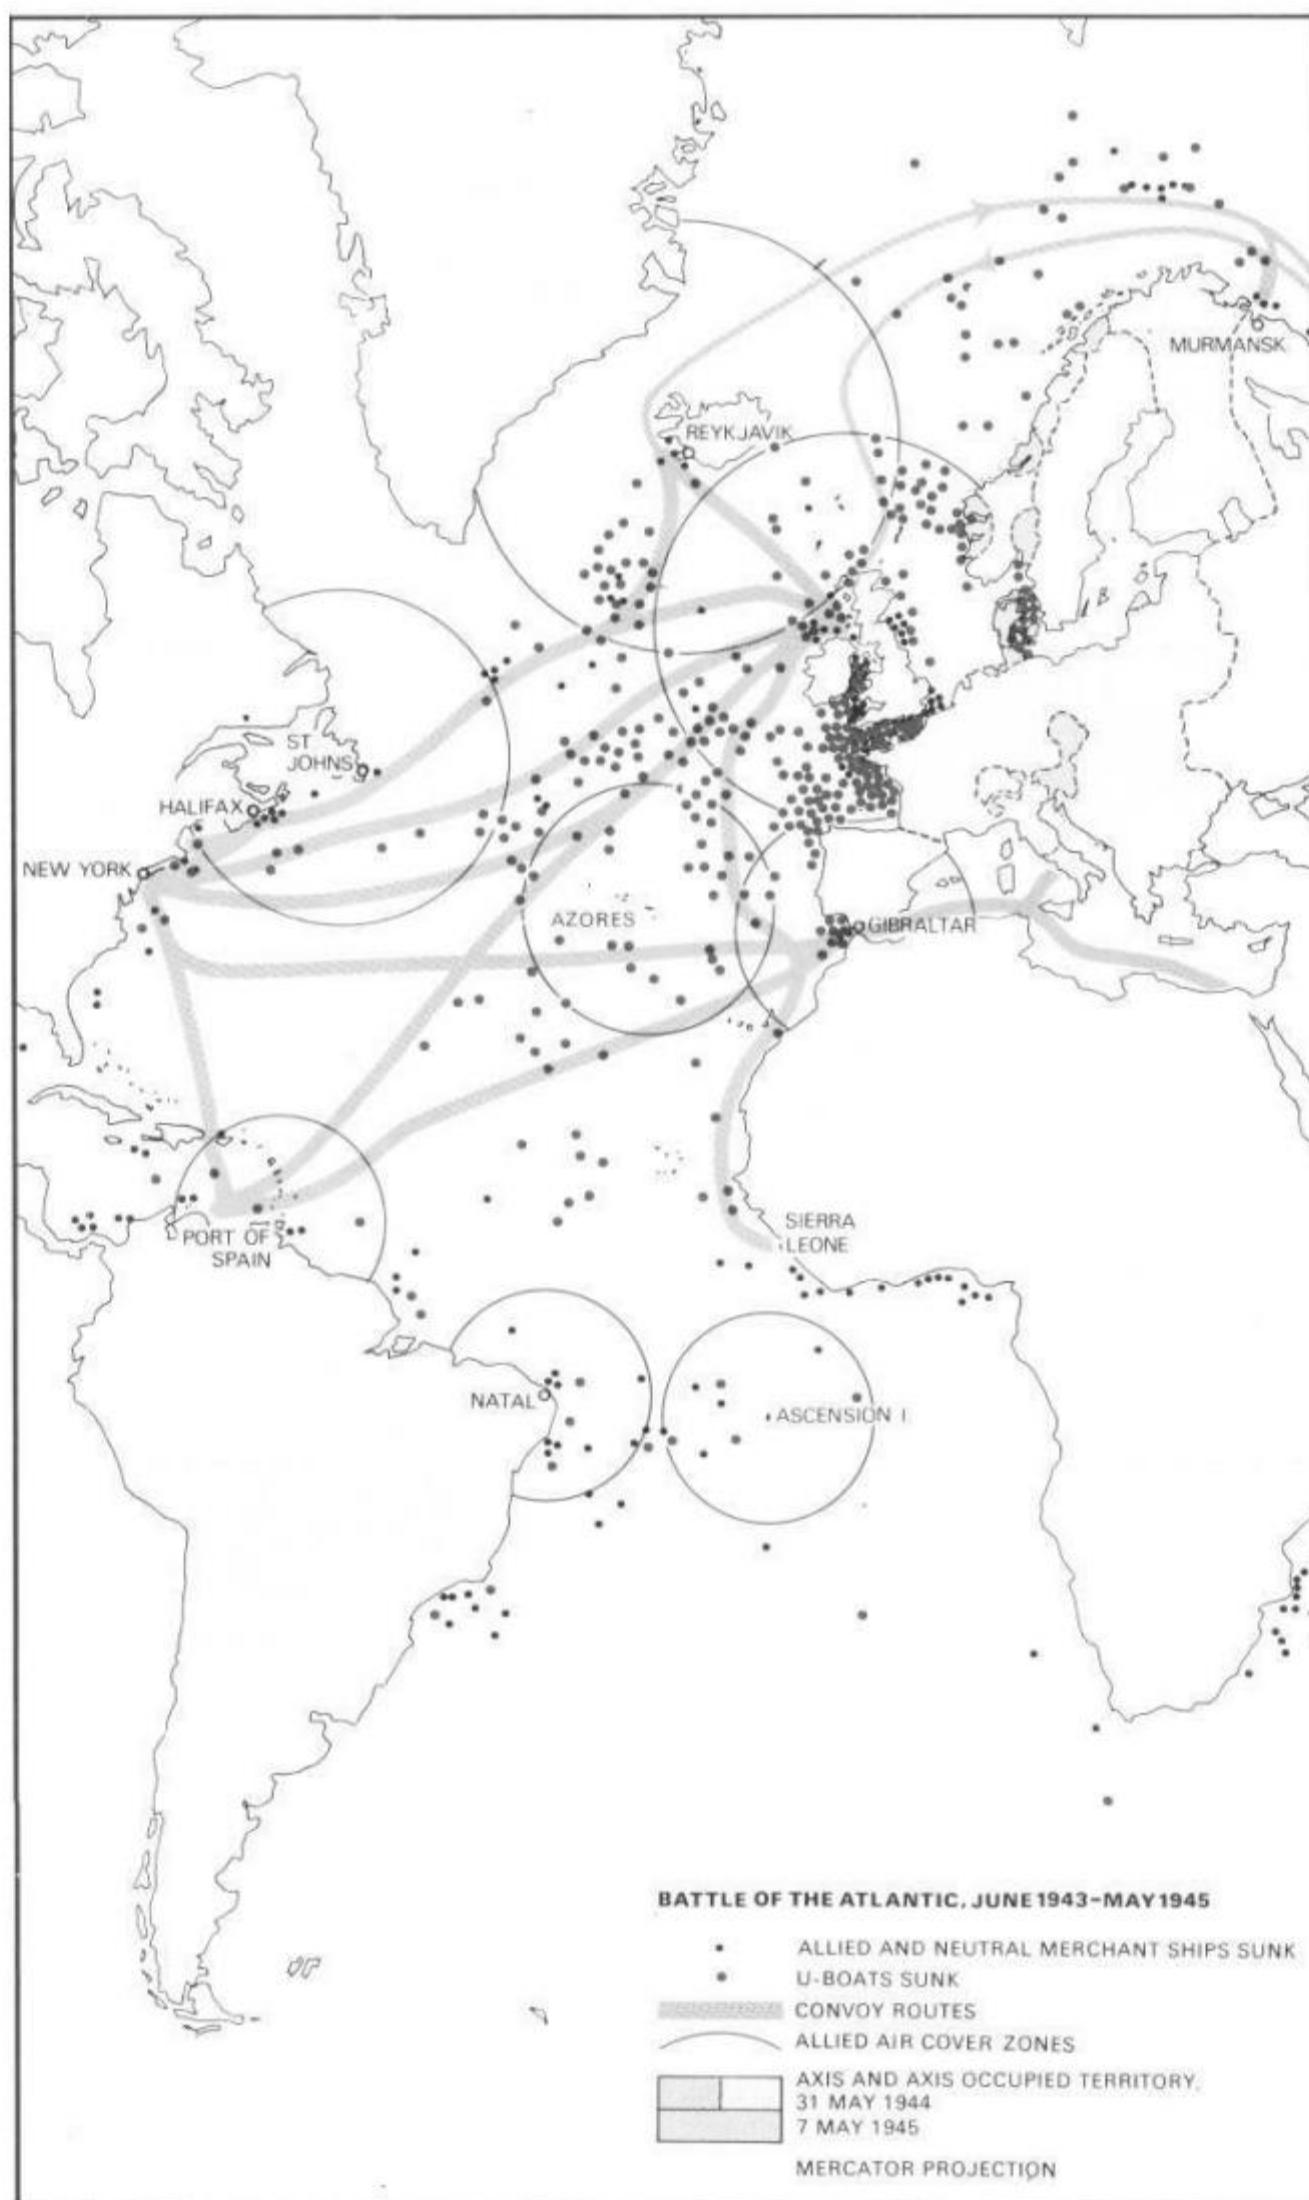 MURMANSK
REYKJAVIK
ST
JOHNS
HALIFAX
NEW YORK
AZORES
GIBRALTAR
PORT OF
SPAIN
SIERRA
LEONE
NATAL
ASCENSION I
BATTLE OF THE ATLANTIC, JUNE 1943–MAY 1945
ALLIED AND NEUTRAL MERCHANT SHIPS SUNK
U-BOATS SUNK
CONVOY ROUTES
ALLIED AIR COVER ZONES
AXIS AND AXIS OCCUPIED TERRITORY,
31 MAY 1944
7 MAY 1945
MERCATOR PROJECTION